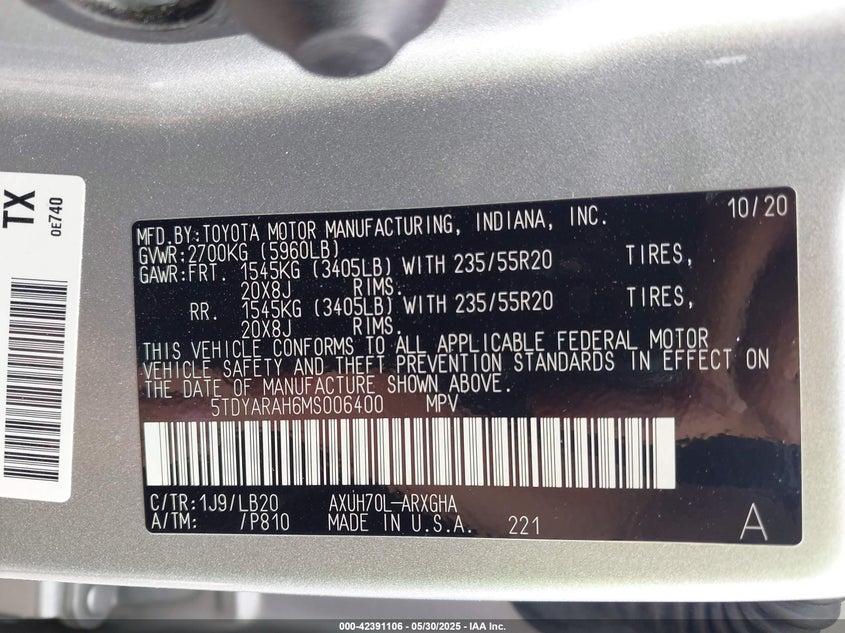 TX
0E740
10/20
MFD.BY:TOYOTA MOTOR MANUFACTURING, INDIANA, INC.
GVWR:2700KG (5960LB)
GAWR:FRT. 1545KG (3405LB) WITH 235/55R20 TIRES,
20X8J RIMS.
RR. 1545KG (3405LB) WITH 235/55R20 TIRES,
20X8J RIMS.
THIS VEHICLE CONFORMS TO ALL APPLICABLE FEDERAL MOTOR
VEHICLE SAFETY AND THEFT PREVENTION STANDARDS IN EFFECT ON
THE DATE OF MANUFACTURE SHOWN ABOVE.
5TDYARAH6MS006400 MPV
C/TR:1J9/LB20 AXUH70L-ARXGHA
A/TM: /P810 MADE IN U.S.A. 221 A
000-42391106 - 05/30/2025 - IAA Inc.